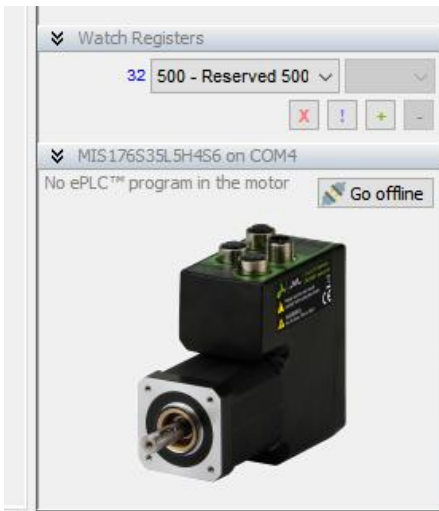 Watch Registers
32 500 - Reserved 500
X ! + -
MIS176S35L5H4S6 on COM4
No ePLC™ program in the motor
Go offline